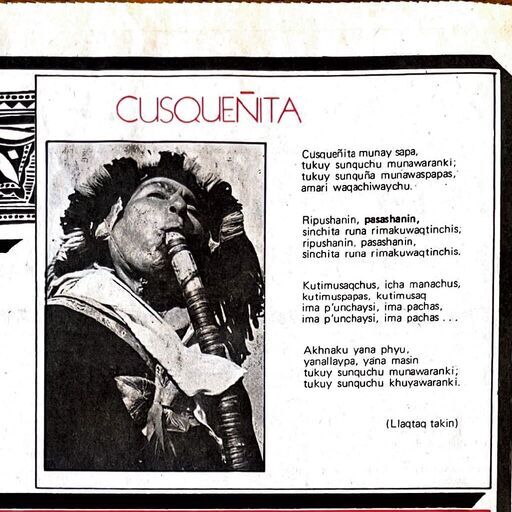 CUSQUEÑITA
Cusqueñita munay sapa,
tukuy sunquchu munawaranki;
tukuy sunquña munawaspapas,
amari waqachiwaychu.
Ripushanin, pasashanin,
sinchita runa rimakuwaqtinchis,
ripushanin, pasashanin,
sinchita runa rimakuwaqtinchis.
Kutimusaqchus, icha manachus,
kutimuspapas, kutimusaq
ima p'unchaysi, ima pachas,
ima p'unchaysi, ima pachas . . .
Akhnaku yana phyu,
yanallaypa, yana masin
tukuy sunquchu munawaranki;
tukuy sunquchu khuyawaranki.
(Llaqtaq takin)